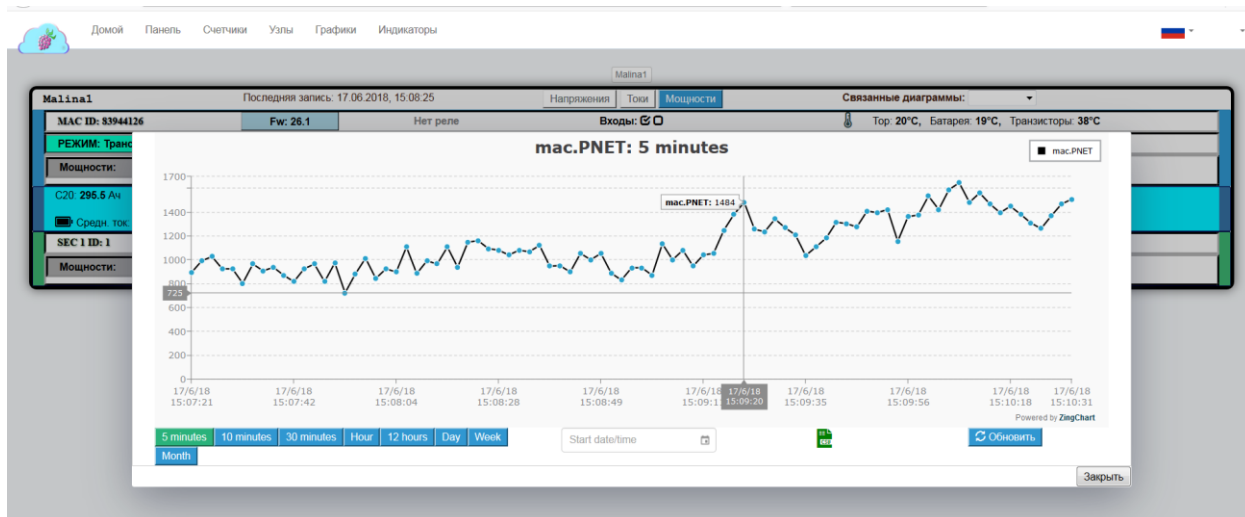 Домой Панель Счетчики Узлы Графики Индикаторы
Malina1
Malina1 Последняя запись: 17.06.2018, 15:08:25 Напряжения Токи Мощности Связанные диаграммы:
MAC ID: 83944126 Fw: 26.1 Нет реле Входы: Тор: 20°C, Батарея: 19°C, Транзисторы: 38°C
РЕЖИМ: Транс
Мощности:
C20: 295.5 Ач
Средн. ток:
SEC 1 ID: 1
Мощности:
mac.PNET: 5 minutes
mac.PNET
1700
1400
1200
1000
800
725
600
400
200
0
mac.PNET: 1484
17/6/18 17/6/18 17/6/18 17/6/18 17/6/18 17/6/18 17/6/18 17/6/18 17/6/18 17/6/18 17/6/18
15:07:21 15:07:42 15:08:04 15:08:28 15:08:49 15:09:1 15:09:20 15:09:35 15:09:56 15:10:18 15:10:31
Powered by ZingChart
5 minutes 10 minutes 30 minutes Hour 12 hours Day Week Start date/time Обновить
Month
Закрыть